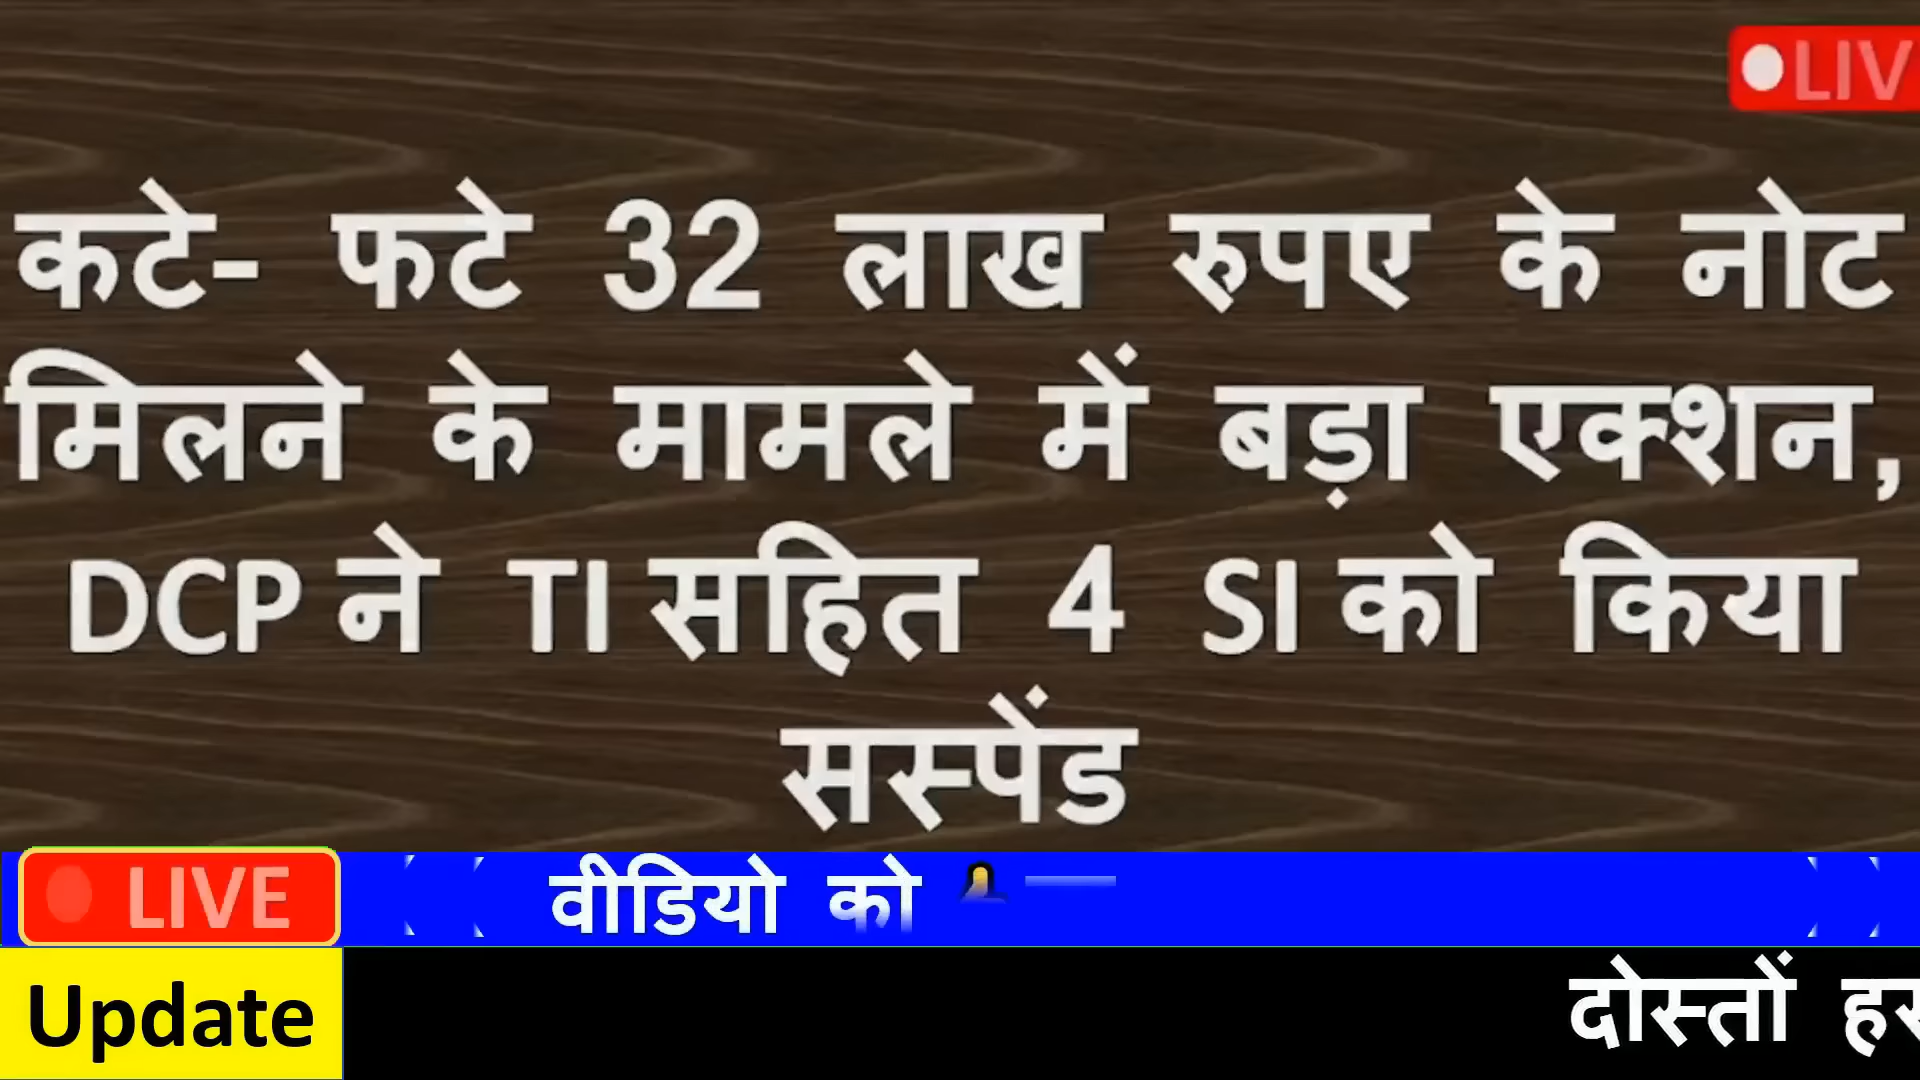 LIV
कटे- फटे 32 लाख रुपए के नोट
मिलने के मामले में बड़ा एक्शन,
DCP ने TI सहित 4 SI को किया
सस्पेंड
LIVE वीडियो को
Update दोस्तों